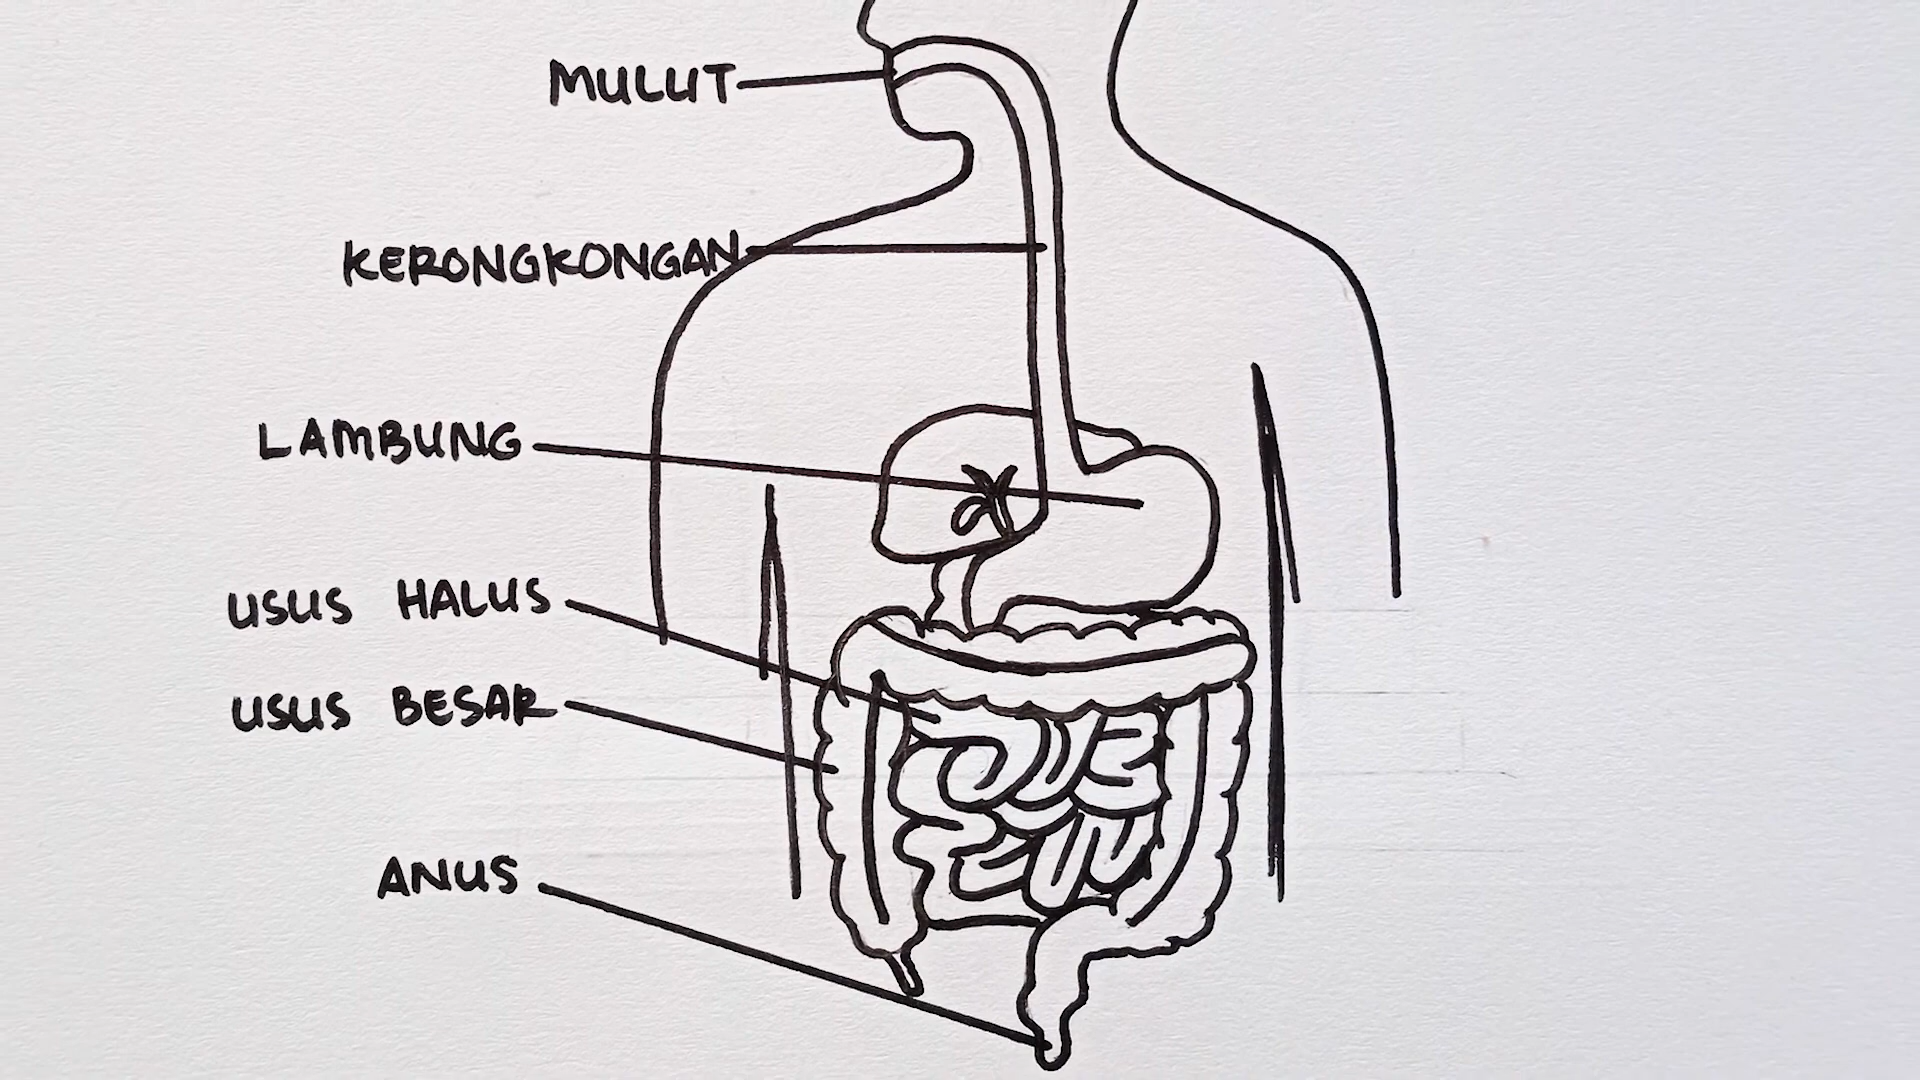 MULUT
KERONGKONGAN
LAMBUNG
USUS HALUS
USUS BESAR
ANUS